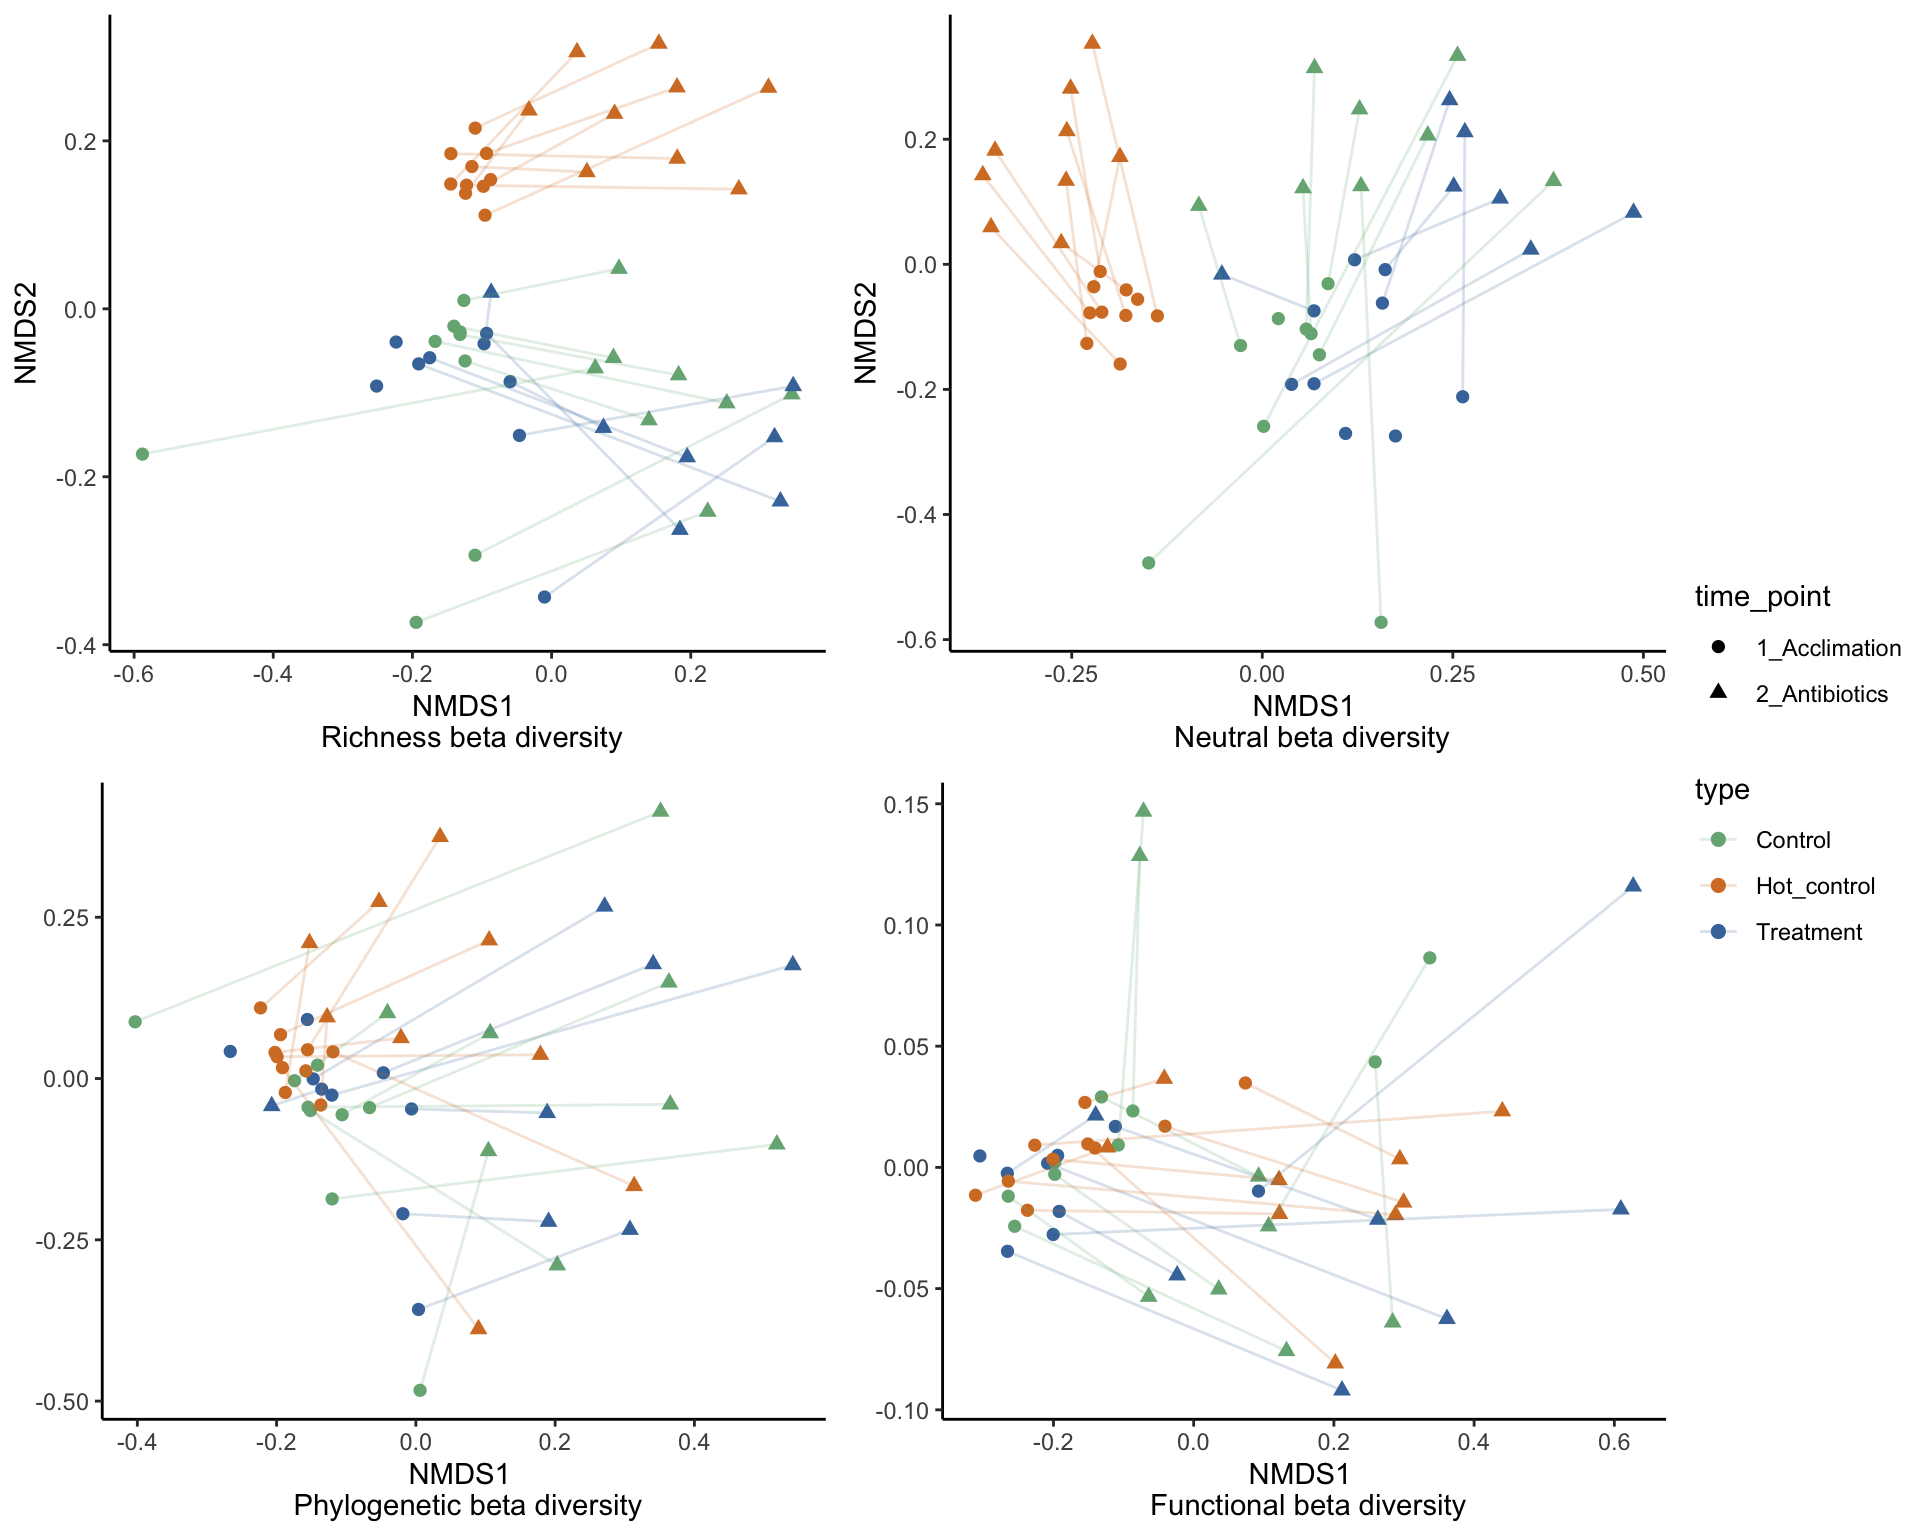 NMDS2
0.2
0.0
-0.2
-0.4
-0.6
-0.4
-0.2
0.0
0.2
NMDS1
Richness beta diversity
NMDS2
0.2
0.0
-0.2
-0.4
-0.6
-0.25
0.00
0.25
0.50
NMDS1
Neutral beta diversity
0.25
0.00
-0.25
-0.50
-0.4
-0.2
0.0
0.2
0.4
NMDS1
Phylogenetic beta diversity
0.15
0.10
0.05
0.00
-0.05
-0.10
-0.2
0.0
0.2
0.4
0.6
NMDS1
Functional beta diversity
time_point
1_Acclimation
2_Antibiotics
type
Control
Hot_control
Treatment